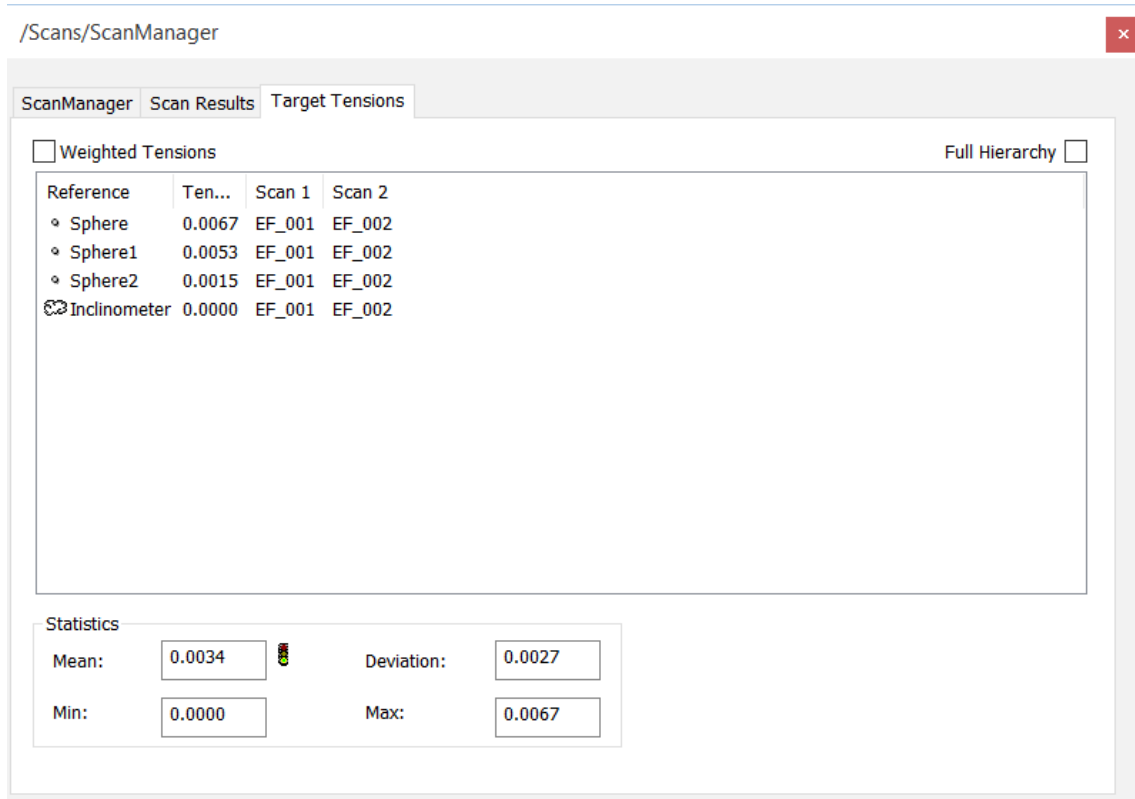 /Scans/ScanManager
ScanManager Scan Results Target Tensions
Weighted Tensions Full Hierarchy
Reference Ten... Scan 1 Scan 2
Sphere 0.0067 EF_001 EF_002
Sphere1 0.0053 EF_001 EF_002
Sphere2 0.0015 EF_001 EF_002
Inclinometer 0.0000 EF_001 EF_002
Statistics
Mean: 0.0034 Deviation: 0.0027
Min: 0.0000 Max: 0.0067